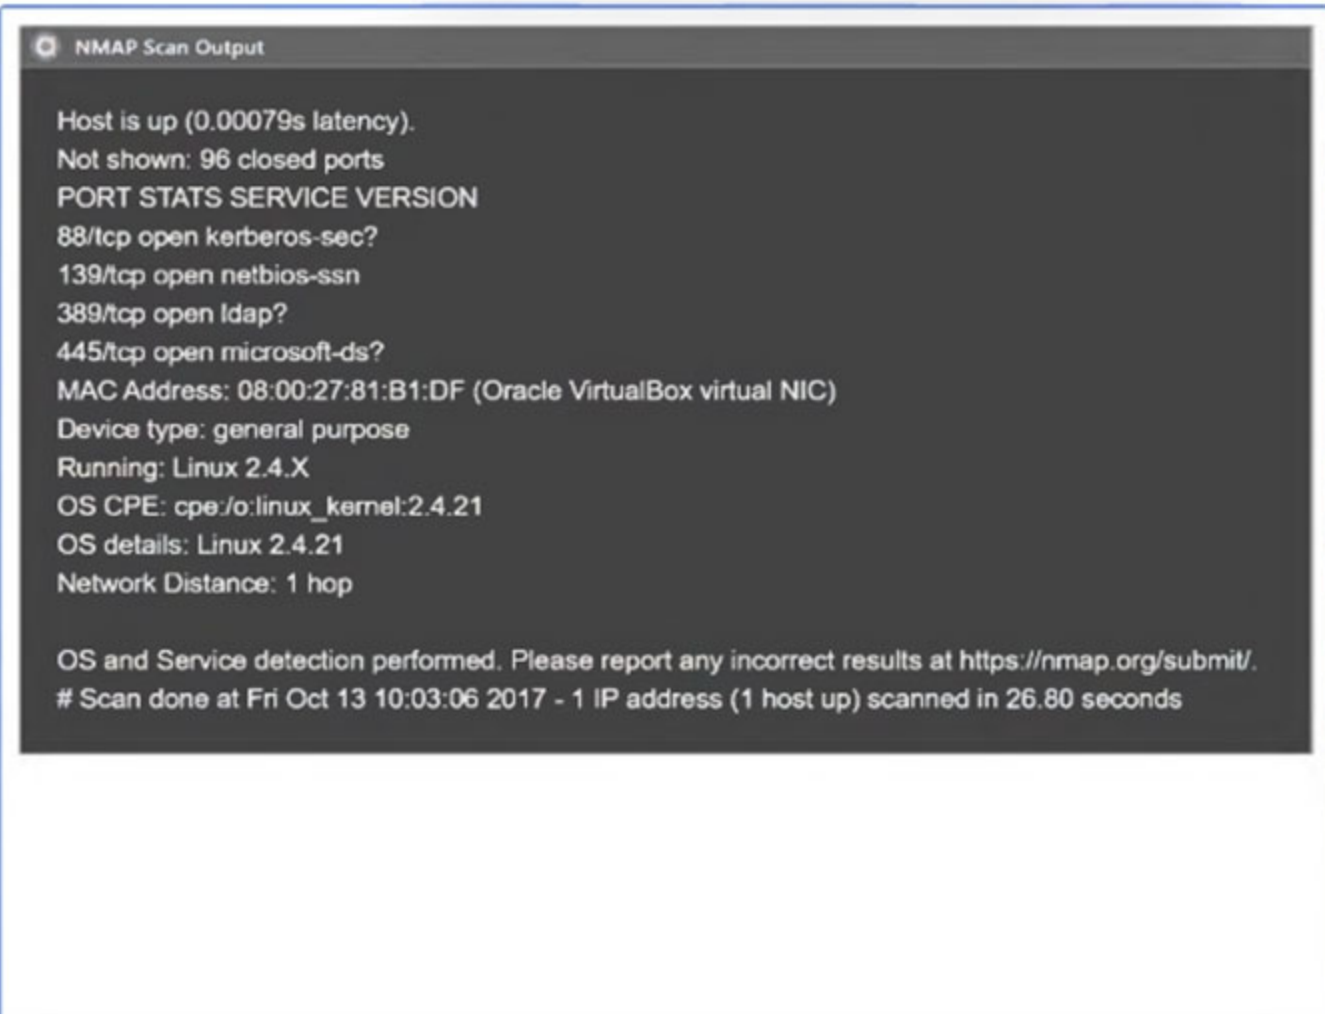 NMAP Scan Output
Host is up (0.00079s latency).
Not shown: 96 closed ports
PORT STATS SERVICE VERSION
88/tcp open kerberos-sec?
139/tcp open netbios-ssn
389/tcp open ldap?
445/tcp open microsoft-ds?
MAC Address: 08:00:27:81:B1:DF (Oracle VirtualBox virtual NIC)
Device type: general purpose
Running: Linux 2.4.X
OS CPE: cpe:/o:linux_kernel:2.4.21
OS details: Linux 2.4.21
Network Distance: 1 hop
OS and Service detection performed. Please report any incorrect results at https://nmap.org/submit/.
# Scan done at Fri Oct 13 10:03:06 2017 - 1 IP address (1 host up) scanned in 26.80 seconds